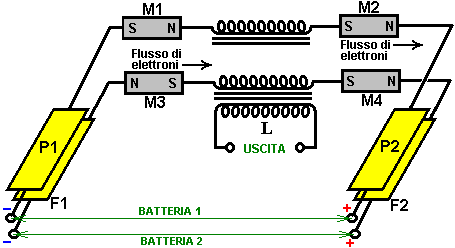 M1
M2
S N
S N
Flusso di
elettroni
Flusso di
elettroni
N S
S N
M3
M4
L
USCITA
P1
P2
F1
F2
– +
BATTERIA 1
– +
BATTERIA 2